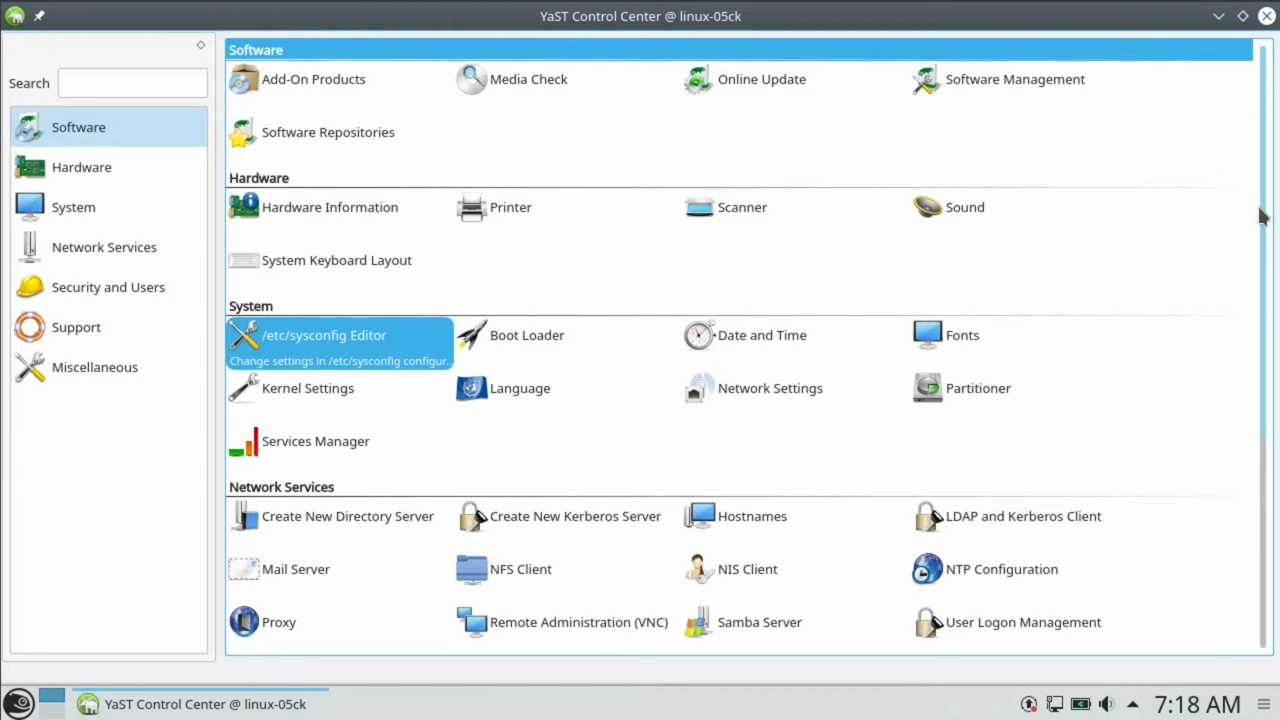 YaST Control Center @ linux-05ck
Search
Software
Hardware
System
Network Services
Security and Users
Support
Miscellaneous
Software
Add-On Products
Media Check
Online Update
Software Management
Software Repositories
Hardware
Hardware Information
Printer
Scanner
Sound
System Keyboard Layout
System
/etc/sysconfig Editor
Change settings in /etc/sysconfig configur...
Boot Loader
Date and Time
Fonts
Kernel Settings
Language
Network Settings
Partitioner
Services Manager
Network Services
Create New Directory Server
Create New Kerberos Server
Hostnames
LDAP and Kerberos Client
Mail Server
NFS Client
NIS Client
NTP Configuration
Proxy
Remote Administration (VNC)
Samba Server
User Logon Management
YaST Control Center @ linux-05ck
7:18 AM